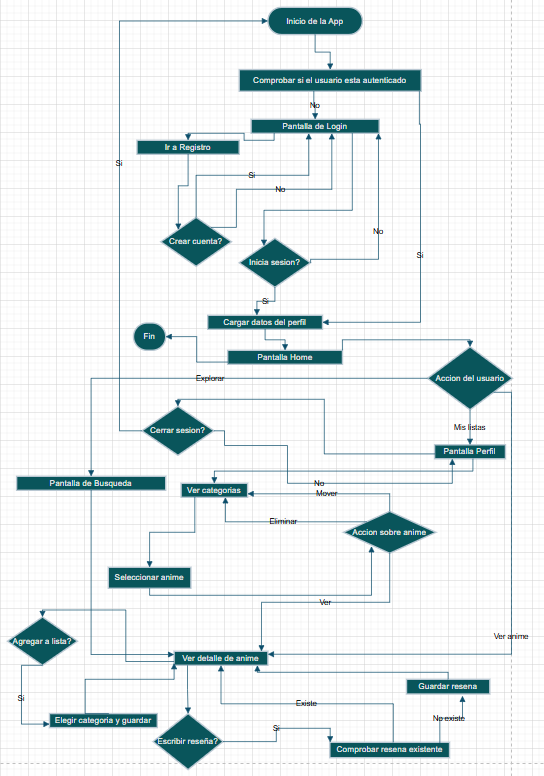 Inicio de la App
Comprobar si el usuario esta autenticado
No
Pantalla de Login
Ir a Registro
Si
Si
No
Crear cuenta?
No
Inicia sesion?
Si
Si
Cargar datos del perfil
Fin
Pantalla Home
Explorar
Accion del usuario
Mis listas
Cerrar sesion?
Pantalla Perfil
Pantalla de Busqueda
No
Ver categorias
Mover
Eliminar
Accion sobre anime
Seleccionar anime
Ver
Ver anime
Agregar a lista?
Ver detalle de anime
Guardar resena
Si
Existe
No existe
Elegir categoria y guardar
Si
Escribir reseña?
Comprobar resena existente